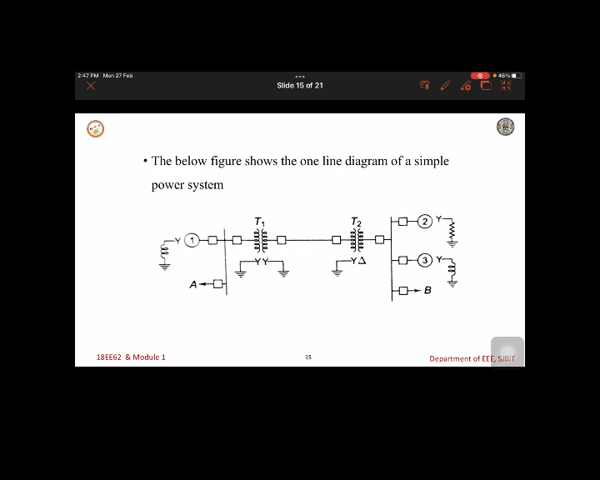 2:47 PM Mon 27 Feb
46%
Slide 15 of 21
• The below figure shows the one line diagram of a simple
power system
T1
T2
Y
1
2
Y
Y Y
Y Δ
3
Y
A
B
18EE62 & Module 1
15
Department of EEE, SJBIT